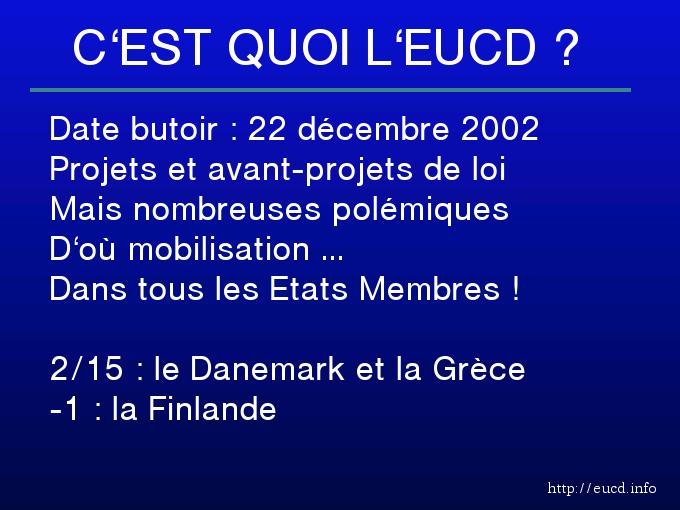 C‘EST QUOI L‘EUCD ?
Date butoir : 22 décembre 2002
Projets et avant-projets de loi
Mais nombreuses polémiques
D‘où mobilisation ...
Dans tous les Etats Membres !
2/15 : le Danemark et la Grèce
-1 : la Finlande
http://eucd.info